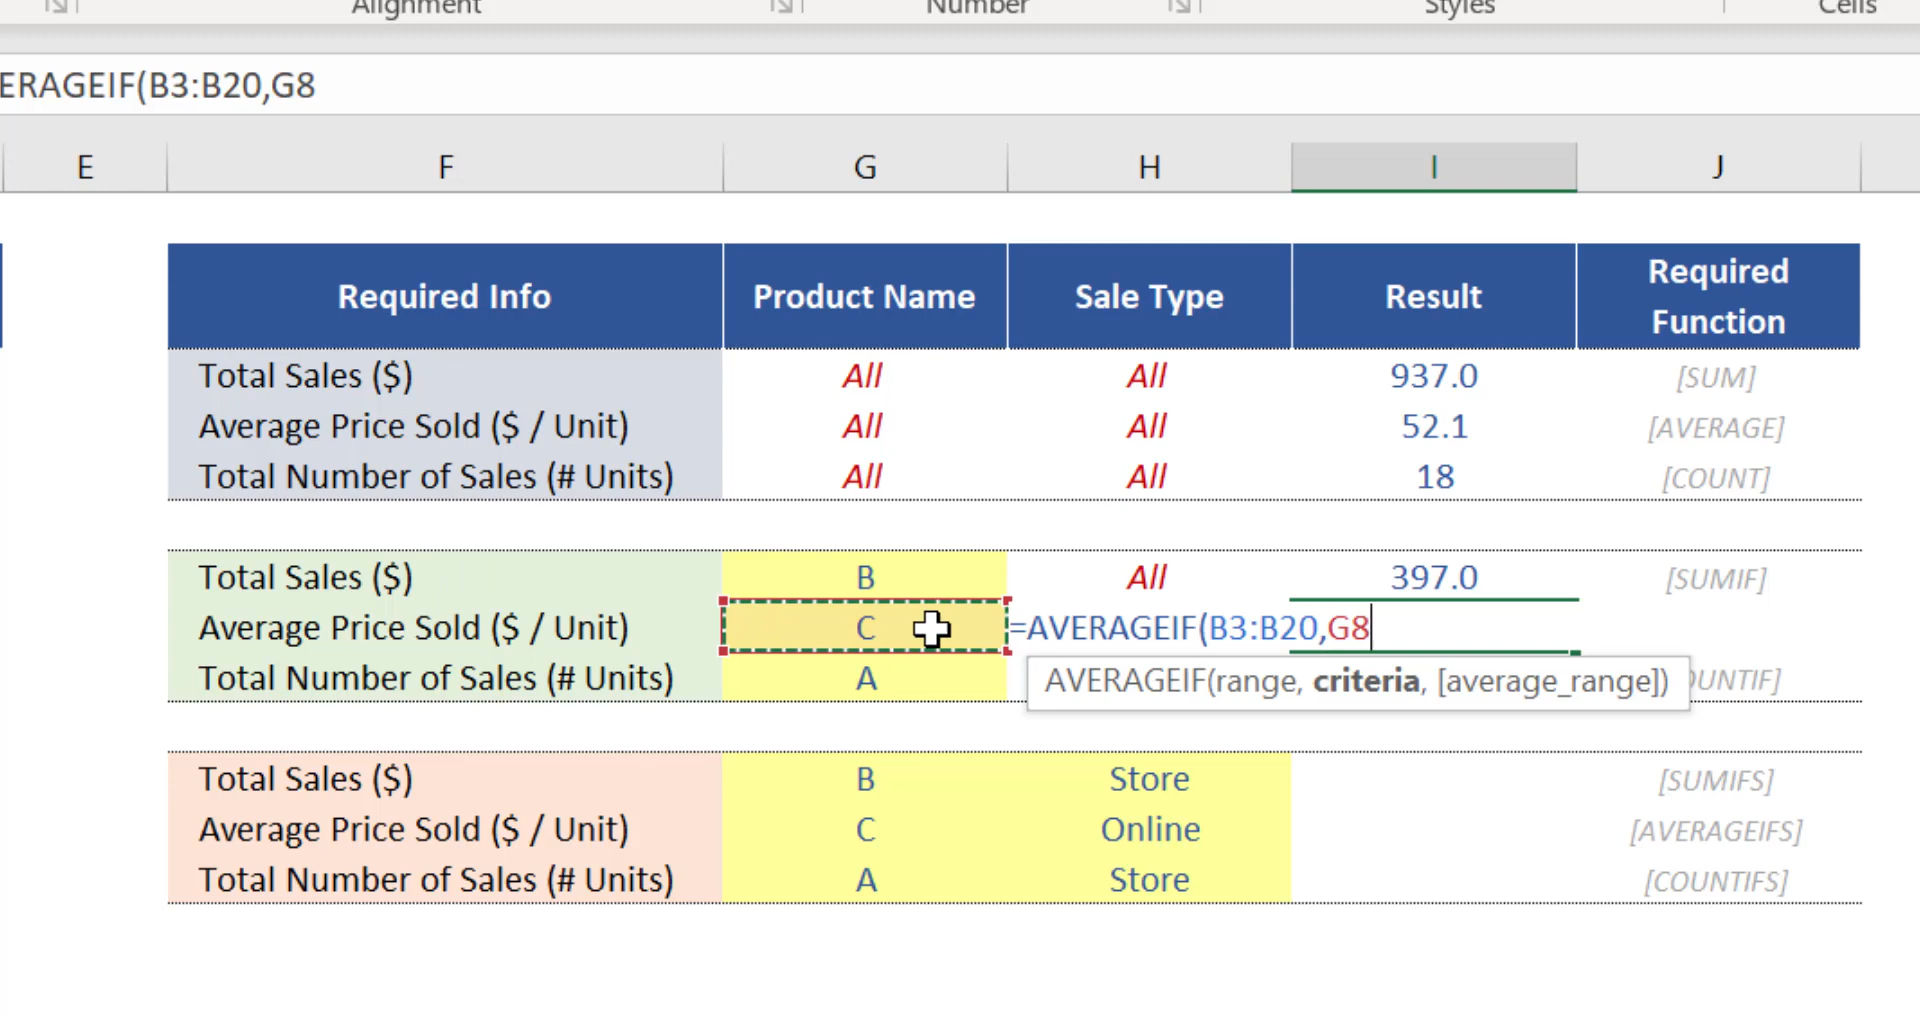 Alignment Number Styles Cells
ERAGEIF(B3:B20,G8
E F G H I J
Required Info Product Name Sale Type Result Required Function
Total Sales ($) All All 937.0 [SUM]
Average Price Sold ($ / Unit) All All 52.1 [AVERAGE]
Total Number of Sales (# Units) All All 18 [COUNT]
Total Sales ($) B All 397.0 [SUMIF]
Average Price Sold ($ / Unit) C =AVERAGEIF(B3:B20,G8
Total Number of Sales (# Units) A AVERAGEIF(range, criteria, [average_range]) OUNTIF]
Total Sales ($) B Store [SUMIFS]
Average Price Sold ($ / Unit) C Online [AVERAGEIFS]
Total Number of Sales (# Units) A Store [COUNTIFS]